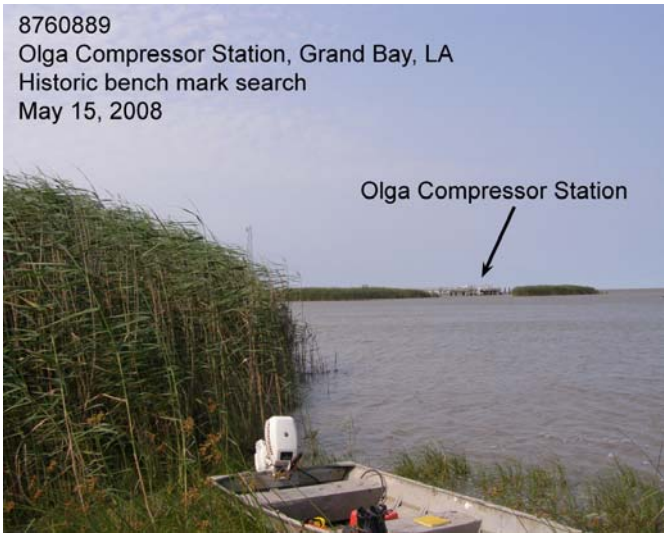 8760889
Olga Compressor Station, Grand Bay, LA
Historic bench mark search
May 15, 2008
Olga Compressor Station